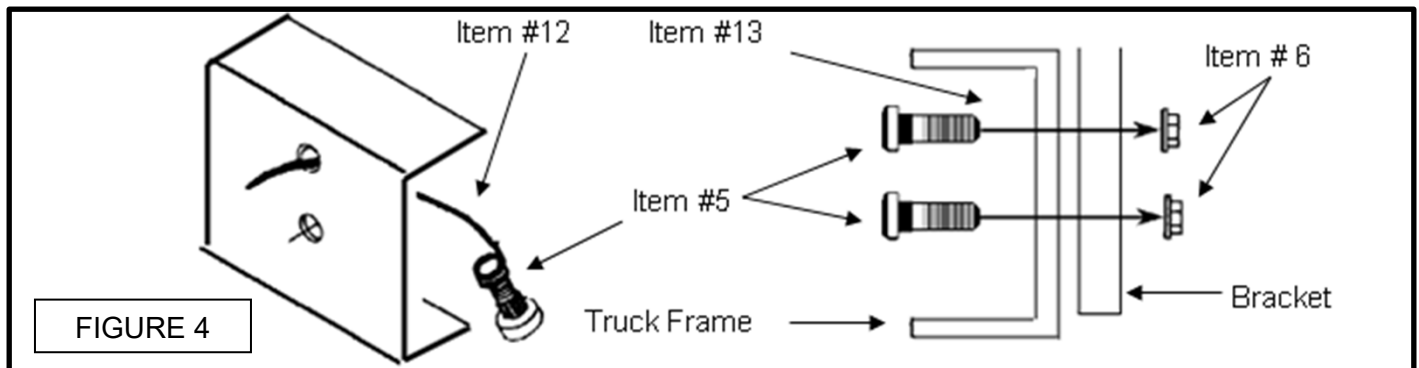 Item #12
Item #13
Item # 6
Item #5
Bracket
Truck Frame
FIGURE 4